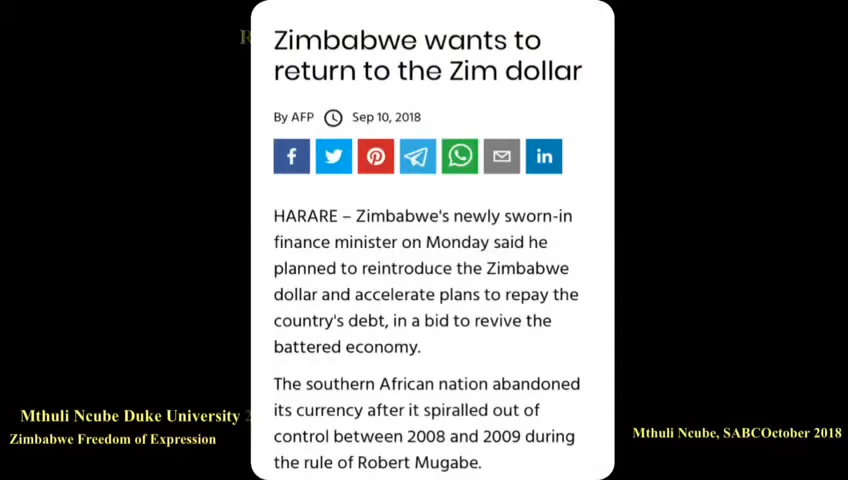 R
Zimbabwe wants to
return to the Zim dollar
By AFP Sep 10, 2018
HARARE – Zimbabwe's newly sworn-in
finance minister on Monday said he
planned to reintroduce the Zimbabwe
dollar and accelerate plans to repay the
country's debt, in a bid to revive the
battered economy.
The southern African nation abandoned
its currency after it spiralled out of
control between 2008 and 2009 during
the rule of Robert Mugabe.
Mthuli Ncube Duke University 2
Zimbabwe Freedom of Expression
Mthuli Ncube, SABCOctober 2018